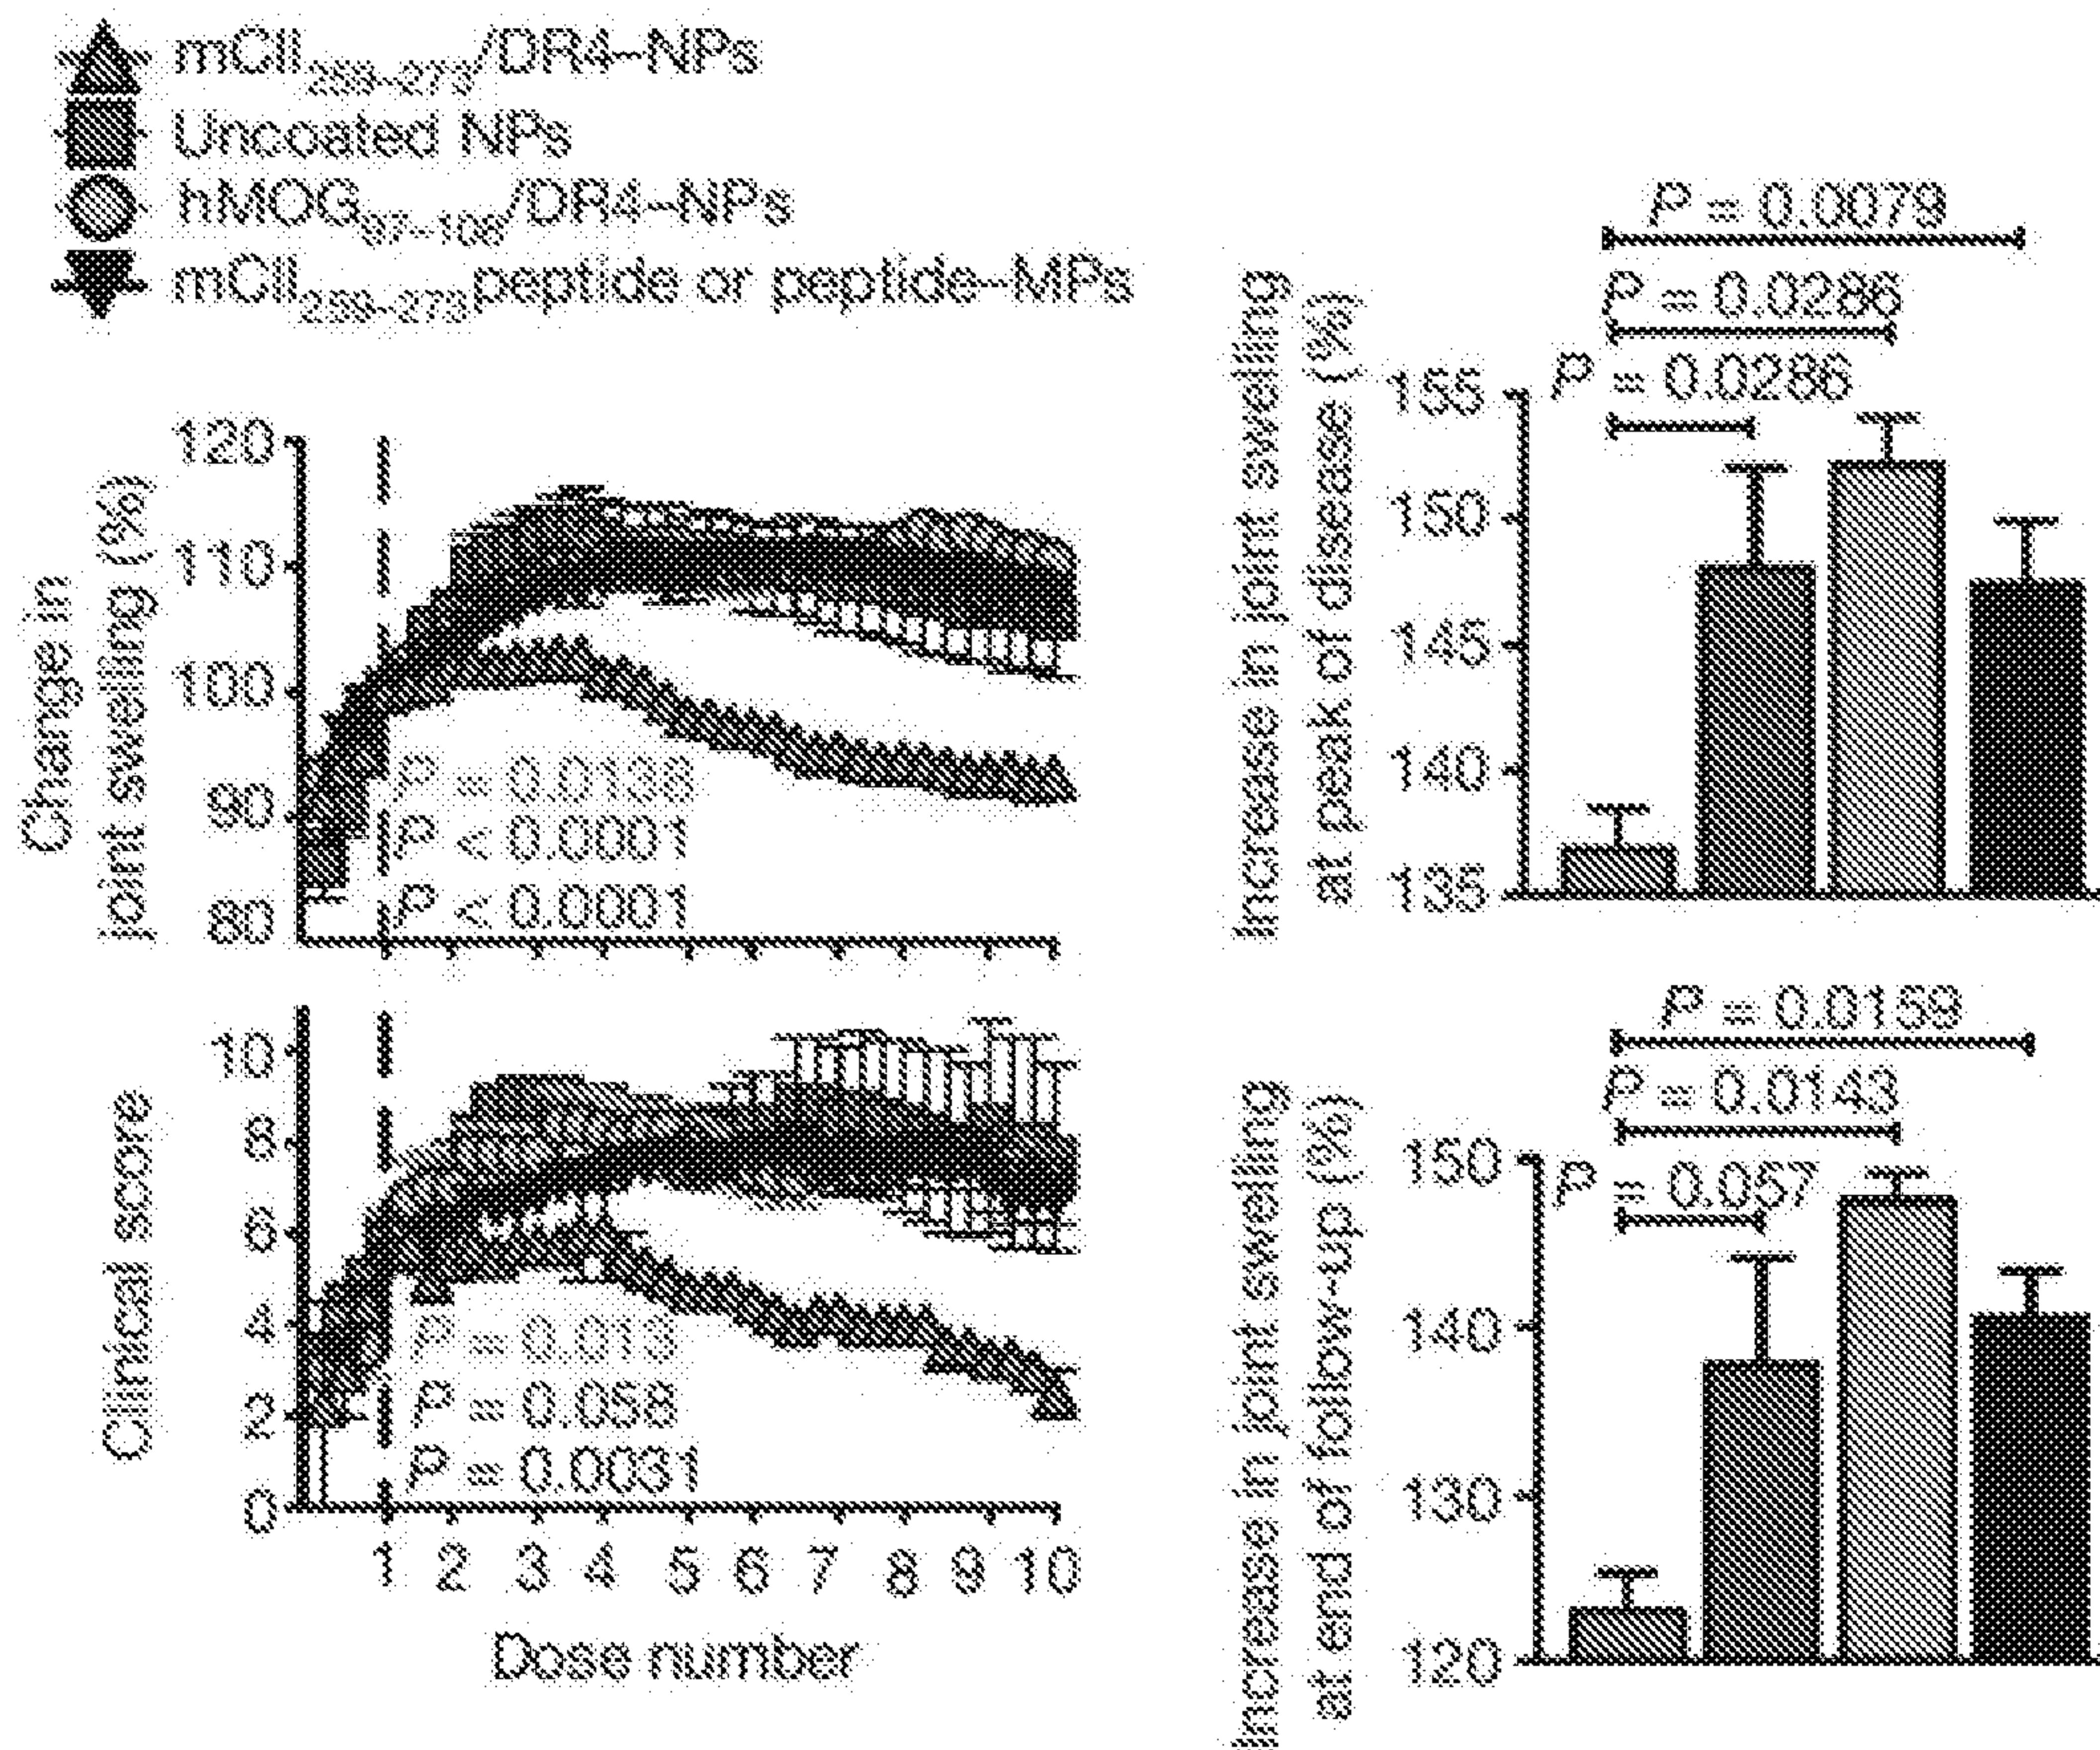 mCII259–273/DR4–NPs
Uncoated NPs
hMOG97–108/DR4–NPs
mCII259–273peptide or peptide–MPs
Change in
joint swelling (%)
120
110
100
90
80
P = 0.0138
P < 0.0001
P < 0.0001
Clinical score
10
8
6
4
2
0
P = 0.013
P = 0.058
P = 0.0031
1 2 3 4 5 6 7 8 9 10
Dose number
Increase in joint swelling
at peak of disease (%)
P = 0.0079
P = 0.0286
P = 0.0286
155
150
145
140
135
Increase in joint swelling
at end of follow-up (%)
P = 0.0159
P = 0.0143
P = 0.057
150
140
130
120